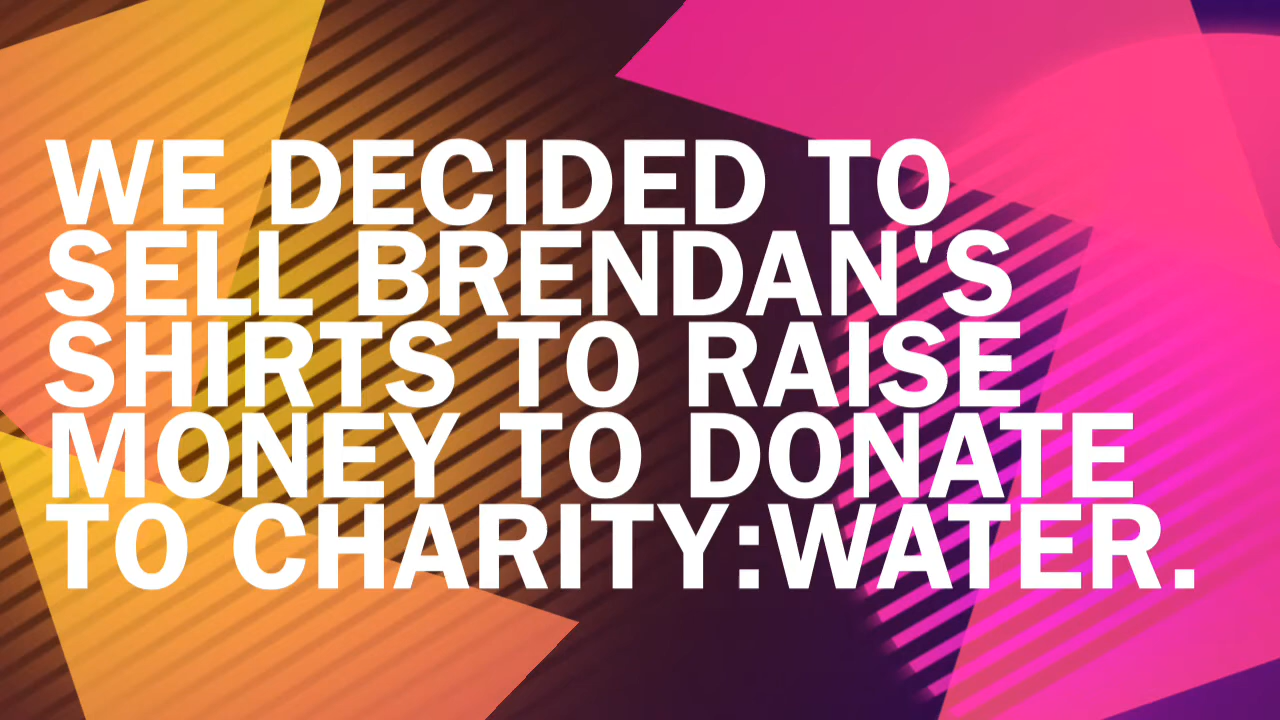 WE DECIDED TO
SELL BRENDAN'S
SHIRTS TO RAISE
MONEY TO DONATE
TO CHARITY:WATER.